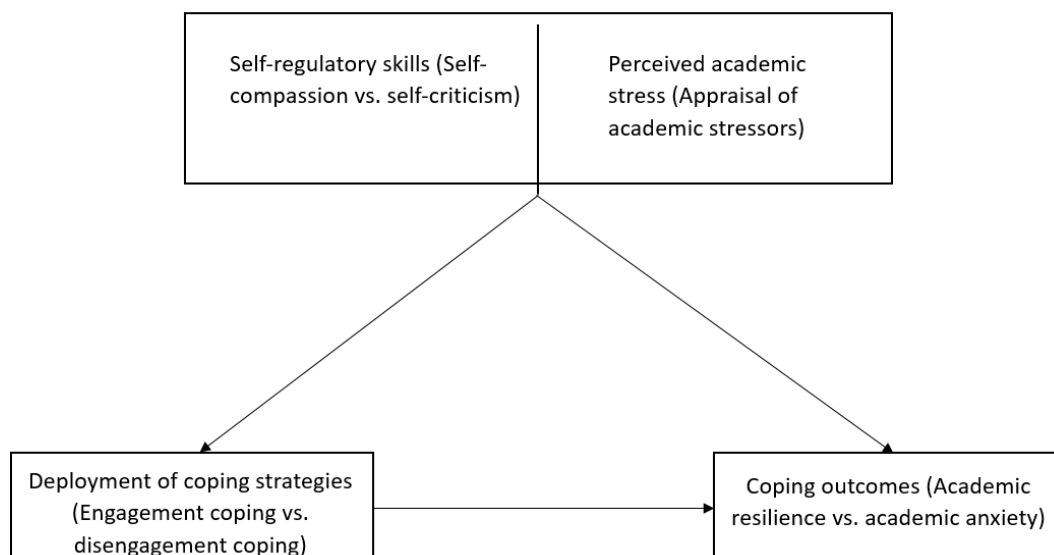 Self-regulatory skills (Self-
compassion vs. self-criticism)
Perceived academic
stress (Appraisal of
academic stressors)
Deployment of coping strategies
(Engagement coping vs.
disengagement coping)
Coping outcomes (Academic
resilience vs. academic anxiety)